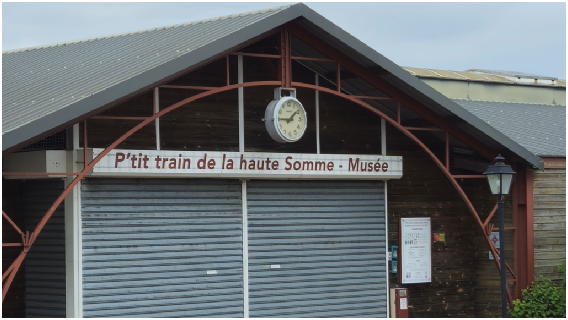 P'tit train de la haute Somme - Musée